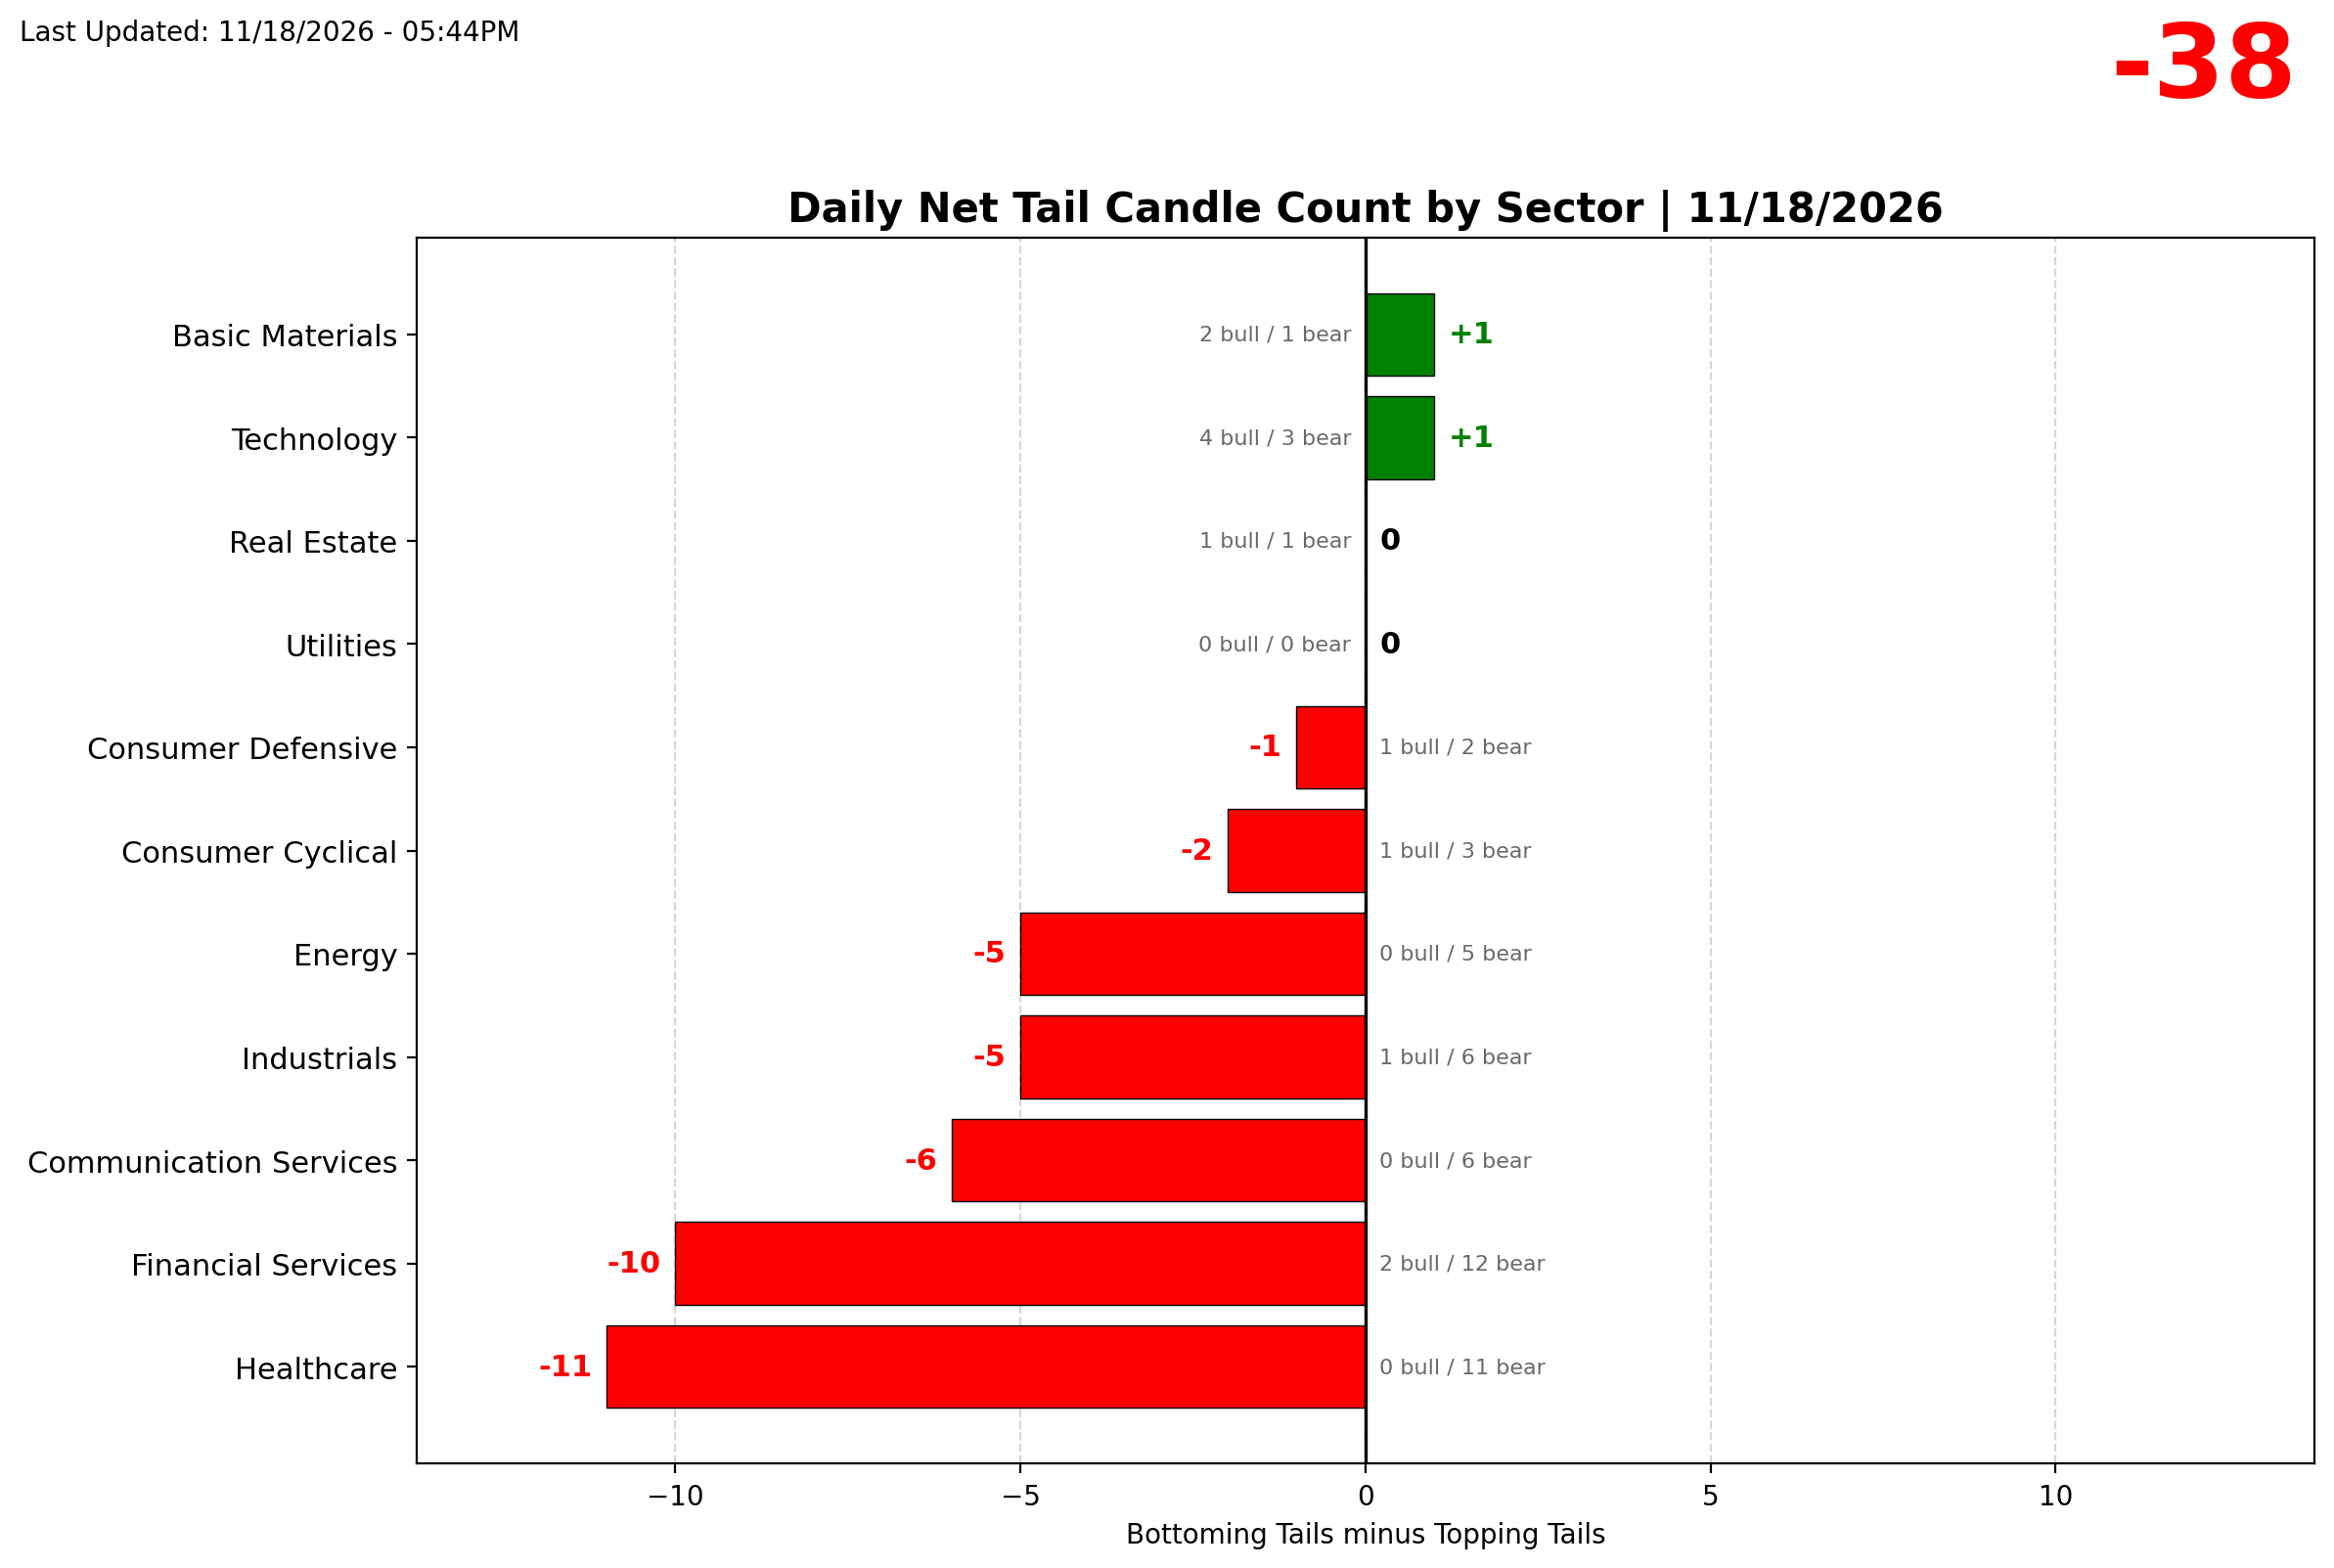 Last Updated: 11/18/2026 - 05:44PM
-38
Daily Net Tail Candle Count by Sector | 11/18/2026
Basic Materials 2 bull / 1 bear +1
Technology 4 bull / 3 bear +1
Real Estate 1 bull / 1 bear 0
Utilities 0 bull / 0 bear 0
Consumer Defensive -1 1 bull / 2 bear
Consumer Cyclical -2 1 bull / 3 bear
Energy -5 0 bull / 5 bear
Industrials -5 1 bull / 6 bear
Communication Services -6 0 bull / 6 bear
Financial Services -10 2 bull / 12 bear
Healthcare -11 0 bull / 11 bear
−10 −5 0 5 10
Bottoming Tails minus Topping Tails